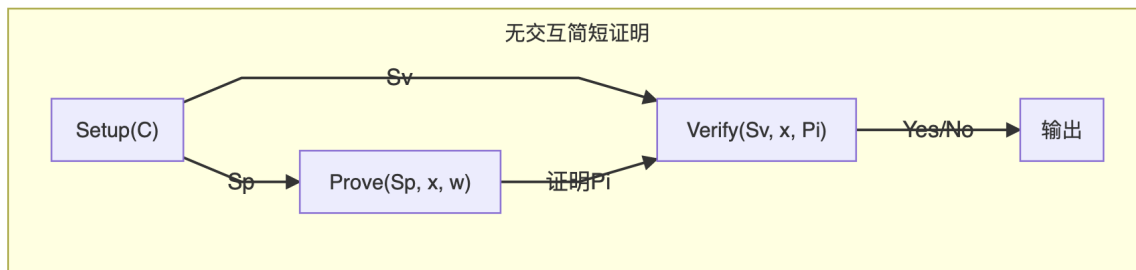 无交互简短证明
Sv
Setup(C)
Verify(Sv, x, Pi)
Yes/No
输出
Sp
Prove(Sp, x, w)
证明Pi